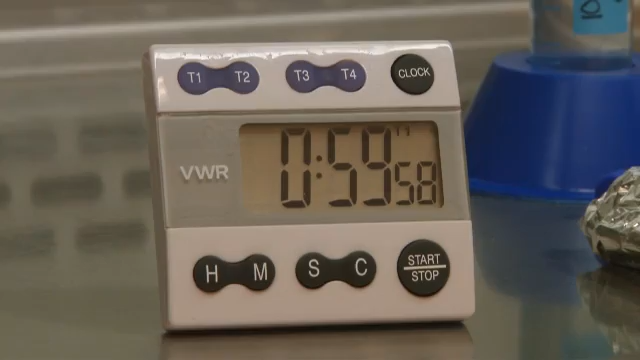 T1 T2 T3 T4 CLOCK
VWR
0:59 58
H M S C START
STOP